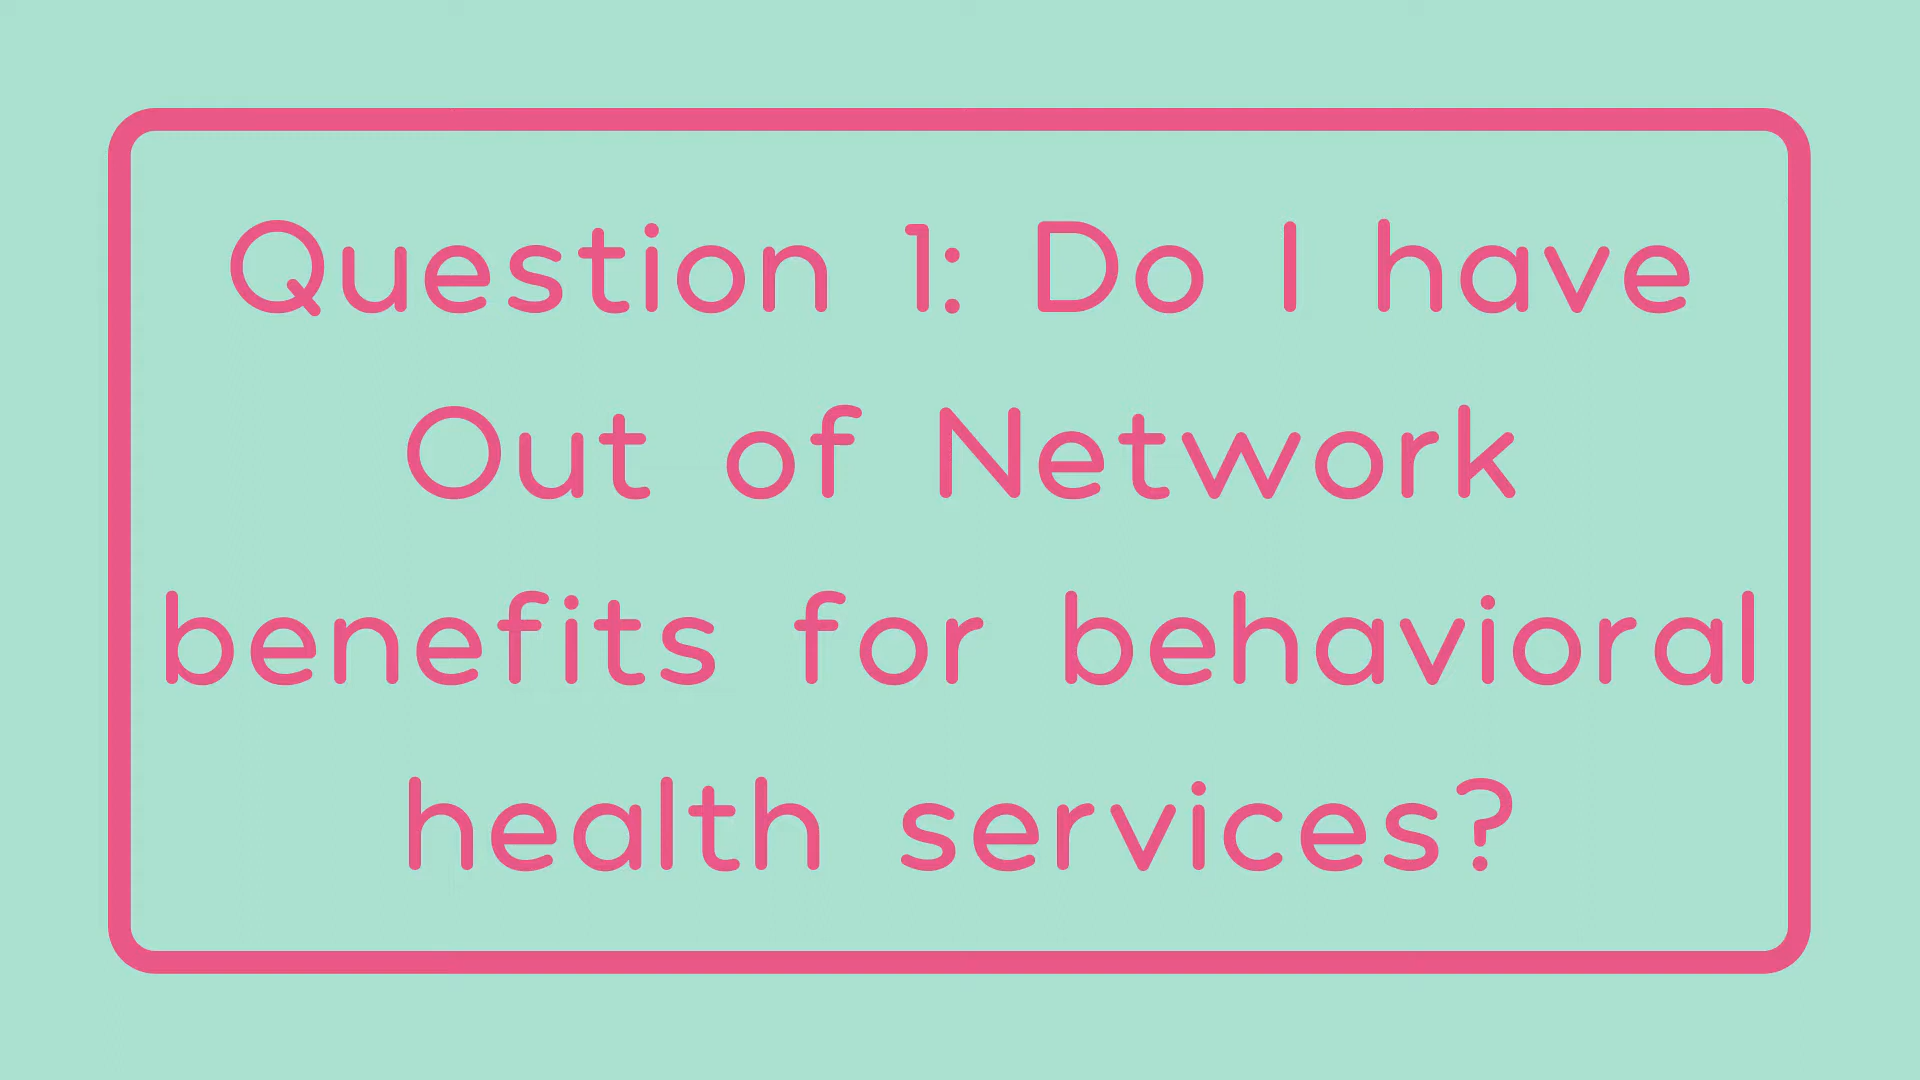 Question 1: Do I have
Out of Network
benefits for behavioral
health services?